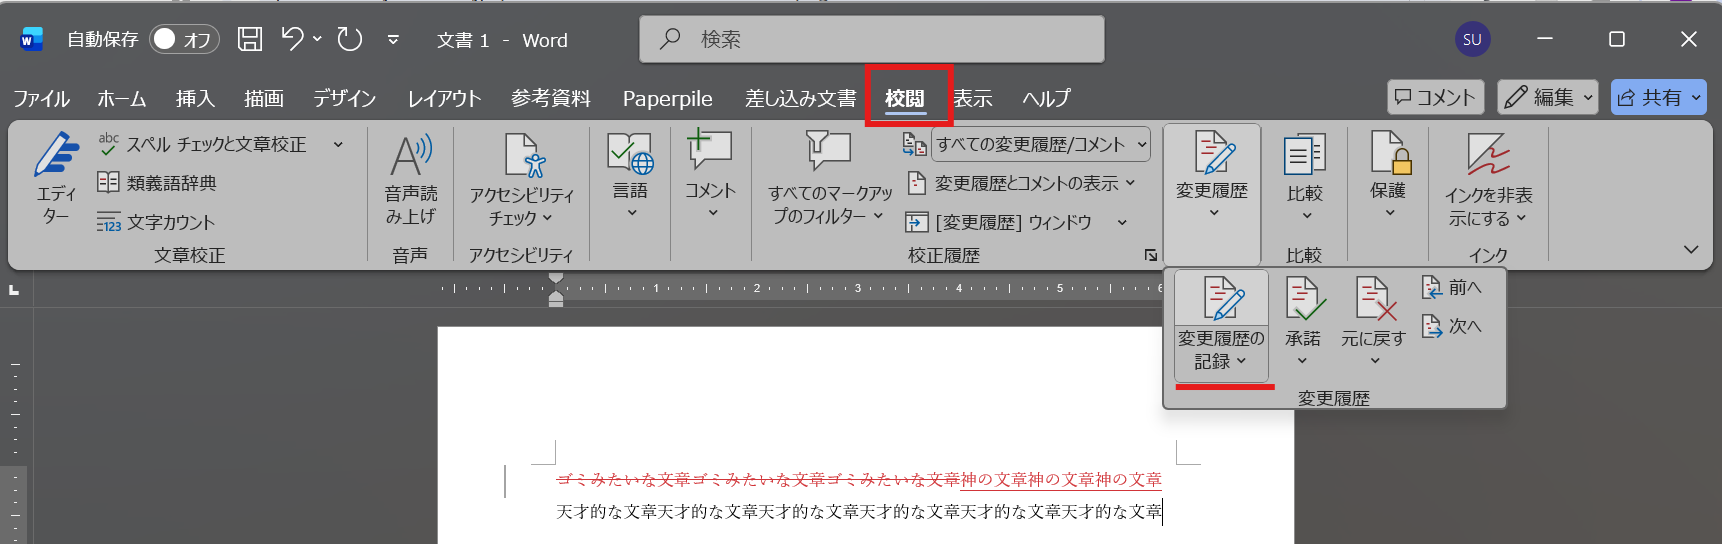 自動保存 オフ 文書 1 - Word 検索 SU
ファイル ホーム 挿入 描画 デザイン レイアウト 参考資料 Paperpile 差し込み文書 校閲 表示 ヘルプ コメント 編集 共有
エディ
ター
abc スペル チェックと文章校正
類義語辞典
123 文字カウント
文章校正
音声読
み上げ
音声
アクセシビリティ
チェック
アクセシビリティ
言語
コメント
すべてのマークアッ
プのフィルター
すべての変更履歴/コメント
変更履歴とコメントの表示
[変更履歴] ウィンドウ
校正履歴
変更履歴
比較
比較
保護
インクを非表
示にする
インク
変更履歴の
記録
承諾
元に戻す
前へ
次へ
変更履歴
1 2 3 4 5 6
ゴミみたいな文章ゴミみたいな文章ゴミみたいな文章神の文章神の文章神の文章
天才的な文章天才的な文章天才的な文章天才的な文章天才的な文章天才的な文章